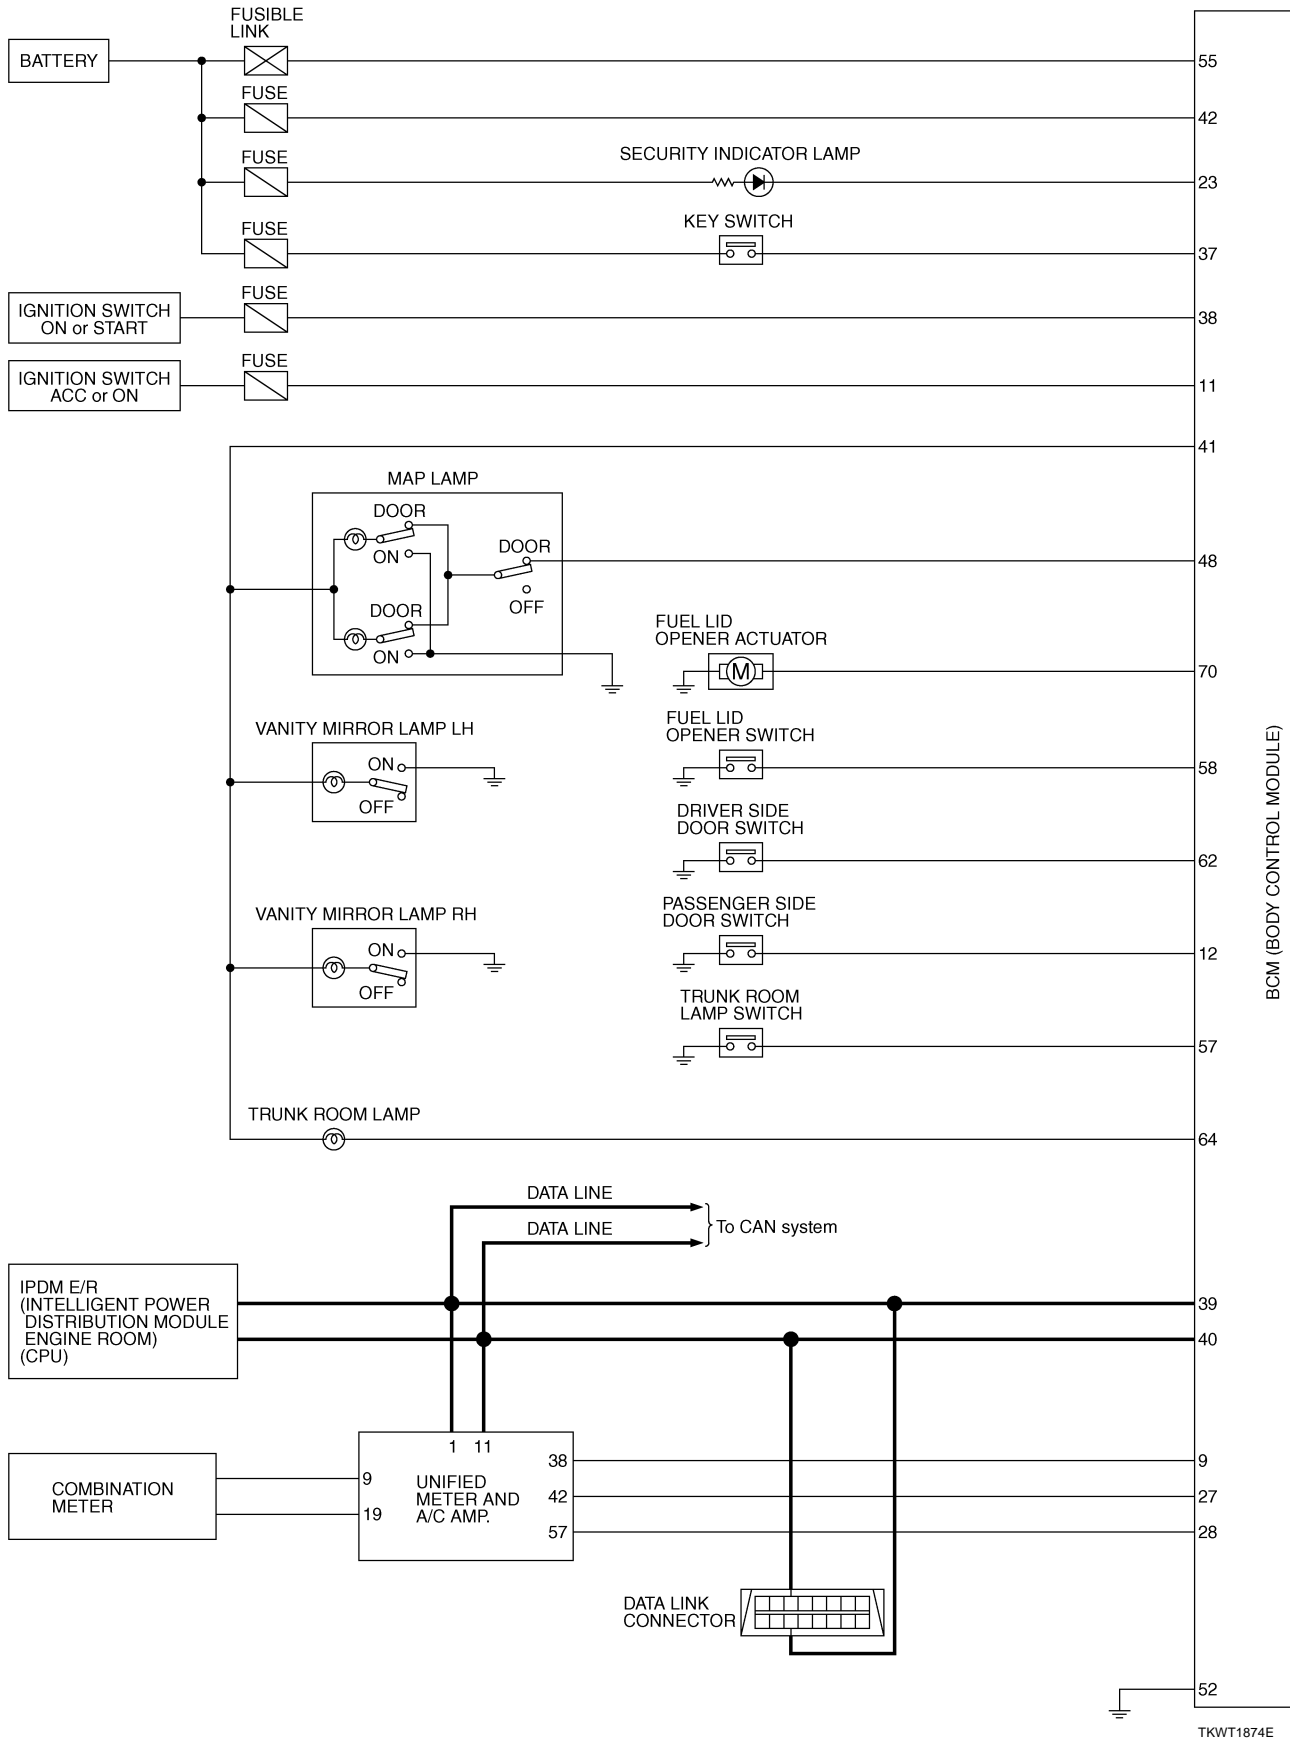 FUSIBLE
LINK
BATTERY
55
FUSE
42
FUSE
SECURITY INDICATOR LAMP
23
FUSE
KEY SWITCH
37
FUSE
IGNITION SWITCH
ON or START
38
FUSE
IGNITION SWITCH
ACC or ON
11
41
MAP LAMP
DOOR
ON
DOOR
48
OFF
DOOR
ON
FUEL LID
OPENER ACTUATOR
M
70
VANITY MIRROR LAMP LH
ON
OFF
FUEL LID
OPENER SWITCH
58
DRIVER SIDE
DOOR SWITCH
62
BCM (BODY CONTROL MODULE)
VANITY MIRROR LAMP RH
ON
OFF
PASSENGER SIDE
DOOR SWITCH
12
TRUNK ROOM
LAMP SWITCH
57
TRUNK ROOM LAMP
64
DATA LINE
DATA LINE
To CAN system
IPDM E/R
(INTELLIGENT POWER
DISTRIBUTION MODULE
ENGINE ROOM)
(CPU)
39
40
1 11
COMBINATION
METER
9
19
UNIFIED
METER AND
A/C AMP.
38
42
57
9
27
28
DATA LINK
CONNECTOR
52
TKWT1874E